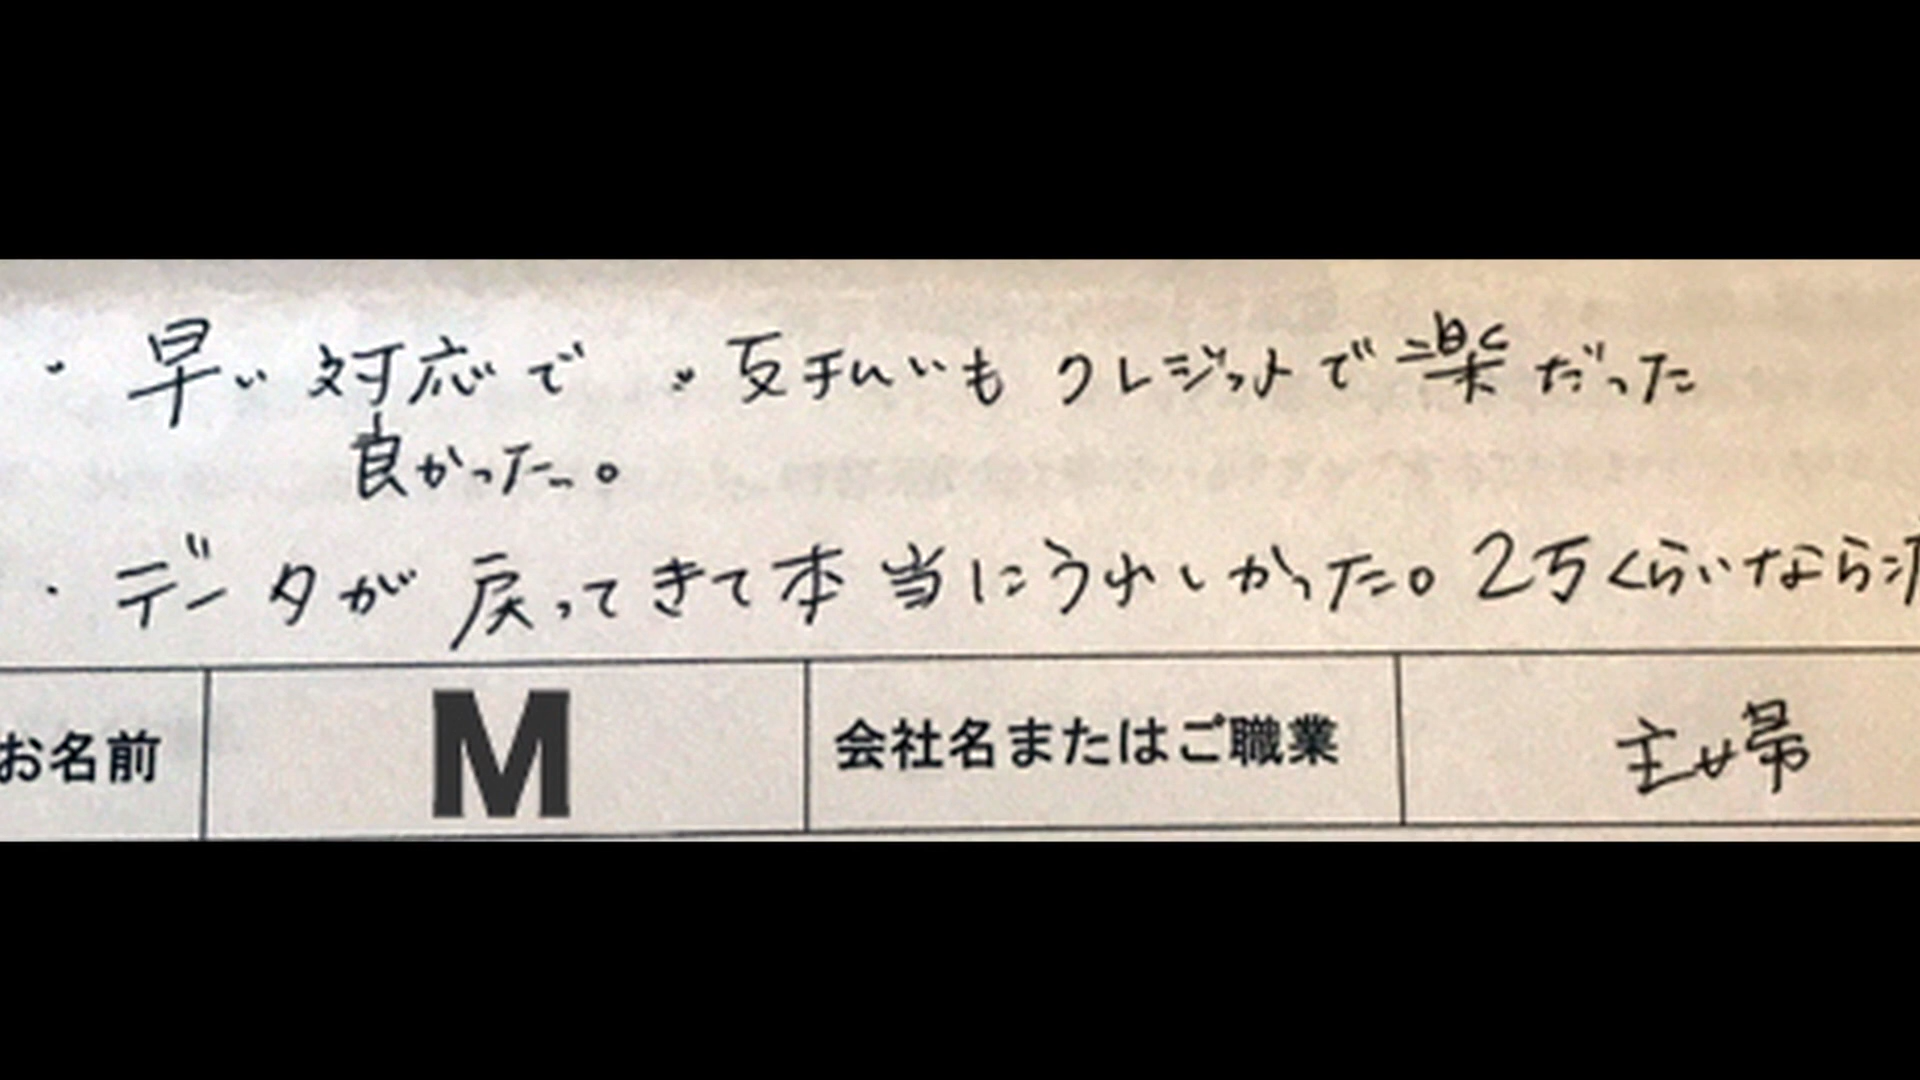 ・早い対応で ・支払いもクレジットで楽だった
良かった。
・データが戻ってきて本当にうれしかった。2万くらいなら
お名前 M 会社名またはご職業 主婦